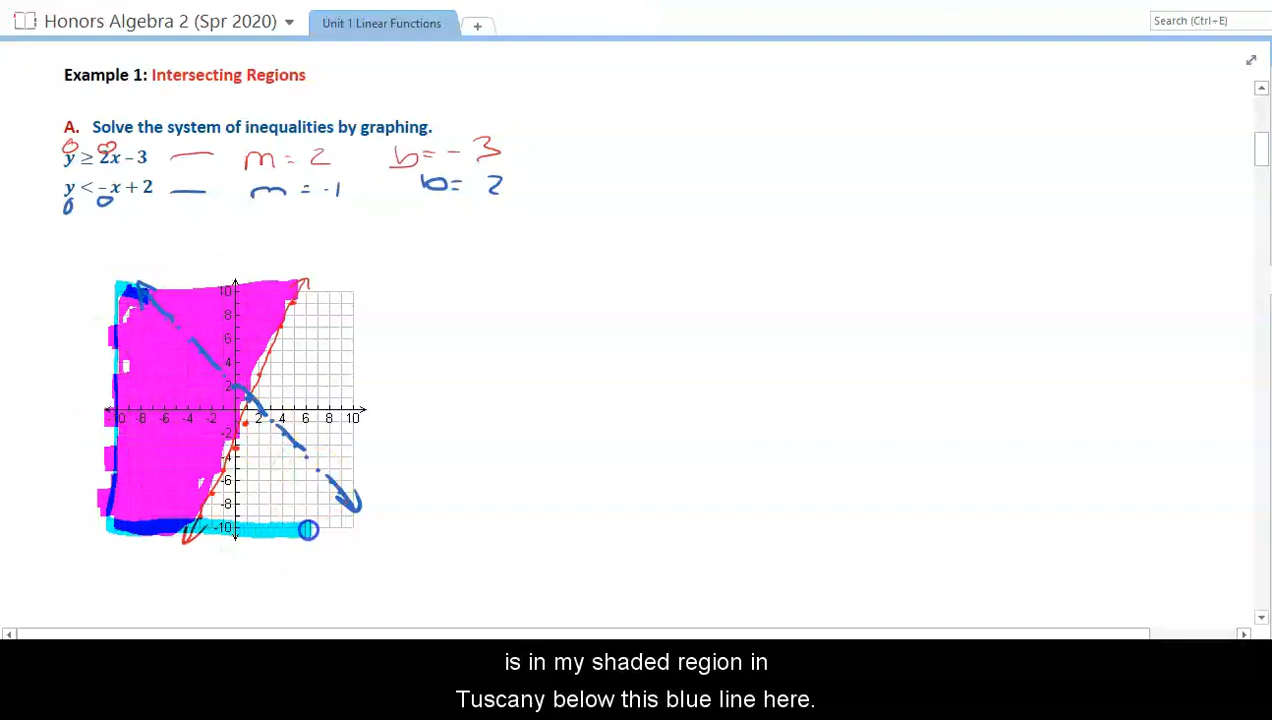 Honors Algebra 2 (Spr 2020)
Unit 1 Linear Functions
+
Search (Ctrl+E)
Example 1: Intersecting Regions
A. Solve the system of inequalities by graphing.
y ≥ 2x – 3 m = 2 b = - 3
y < –x + 2 m = -1 b = 2
10
8
6
4
2
-10 -8 -6 -4 -2 2 4 6 8 10
-2
-4
-6
-8
-10
is in my shaded region in
Tuscany below this blue line here.